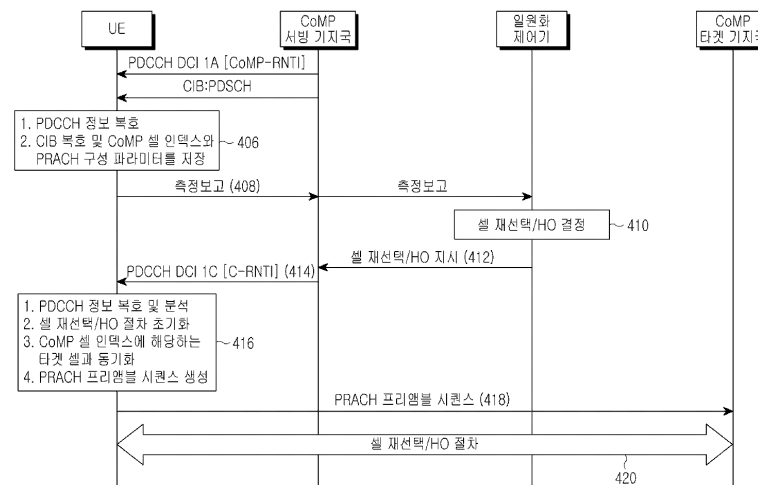 UE
CoMP
서빙 기지국
일원화
제어기
CoMP
타겟 기지국
PDCCH DCI 1A [CoMP-RNTI]
CIB:PDSCH
1. PDCCH 정보 복호
2. CIB 복호 및 CoMP 셀 인덱스와
PRACH 구성 파라미터를 저장
406
측정보고 (408)
측정보고
셀 재선택/HO 결정
410
셀 재선택/HO 지시 (412)
PDCCH DCI 1C [C-RNTI] (414)
1. PDCCH 정보 복호 및 분석
2. 셀 재선택/HO 절차 초기화
3. CoMP 셀 인덱스에 해당하는
타겟 셀과 동기화
4. PRACH 프리앰블 시퀀스 생성
416
PRACH 프리앰블 시퀀스 (418)
셀 재선택/HO 절차
420